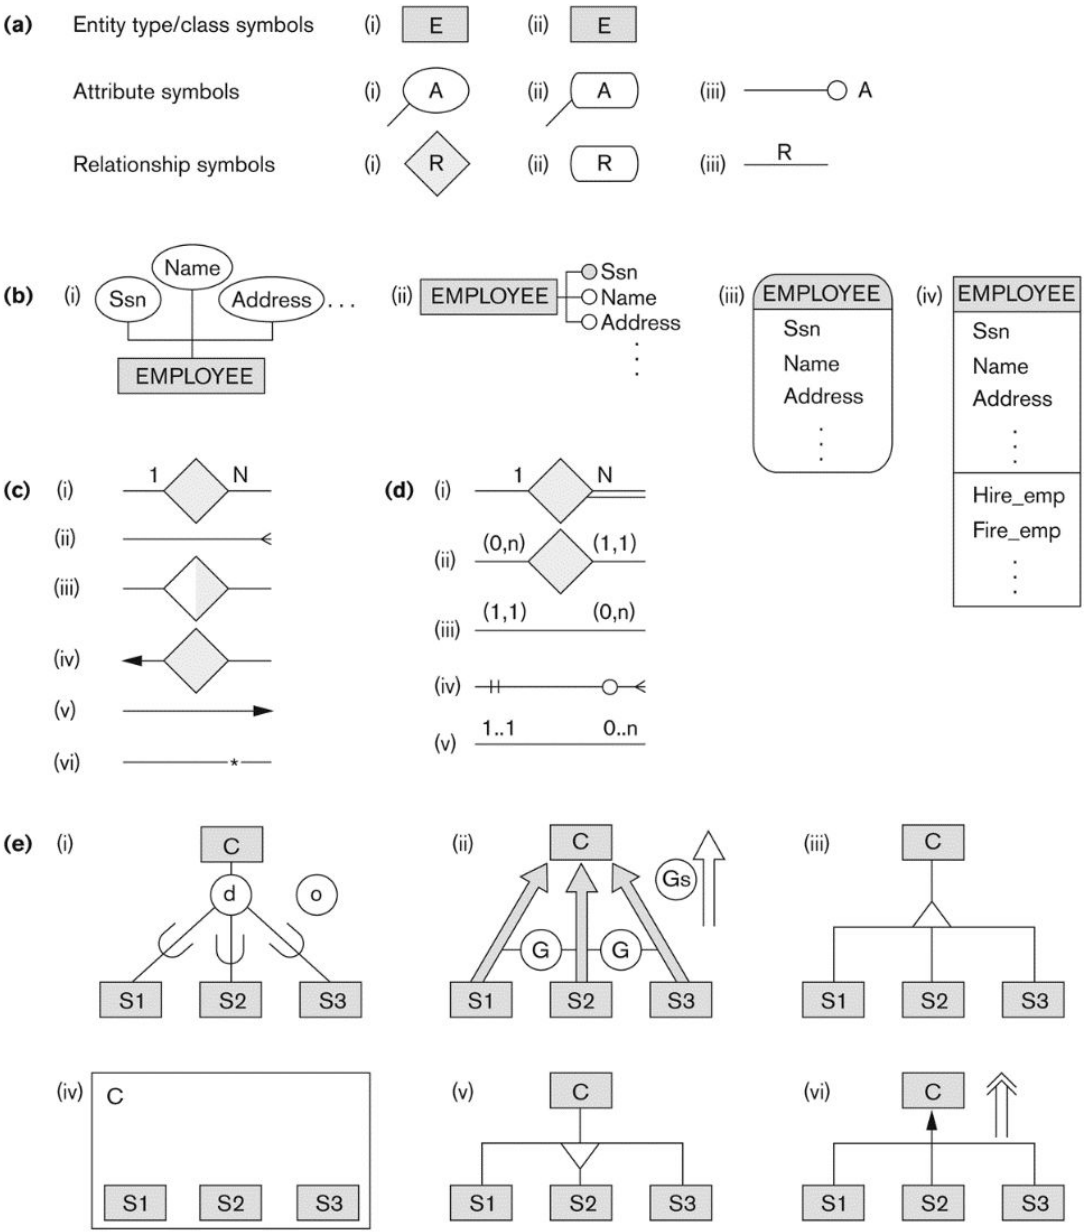 (a) Entity type/class symbols (i) E (ii) E
Attribute symbols (i) A (ii) A (iii) A
Relationship symbols (i) R (ii) R (iii) R
(b) (i) Ssn Name Address . . .
EMPLOYEE
(ii) EMPLOYEE
Ssn
Name
Address
(iii) EMPLOYEE
Ssn
Name
Address
(iv) EMPLOYEE
Ssn
Name
Address
Hire_emp
Fire_emp
(c) (i) 1 N
(ii)
(iii)
(iv)
(v)
(vi) *
(d) (i) 1 N
(ii) (0,n) (1,1)
(iii) (1,1) (0,n)
(iv)
(v) 1..1 0..n
(e) (i) C
d o
S1 S2 S3
(ii) C
Gs
G G
S1 S2 S3
(iii) C
S1 S2 S3
(iv) C
S1 S2 S3
(v) C
S1 S2 S3
(vi) C
S1 S2 S3